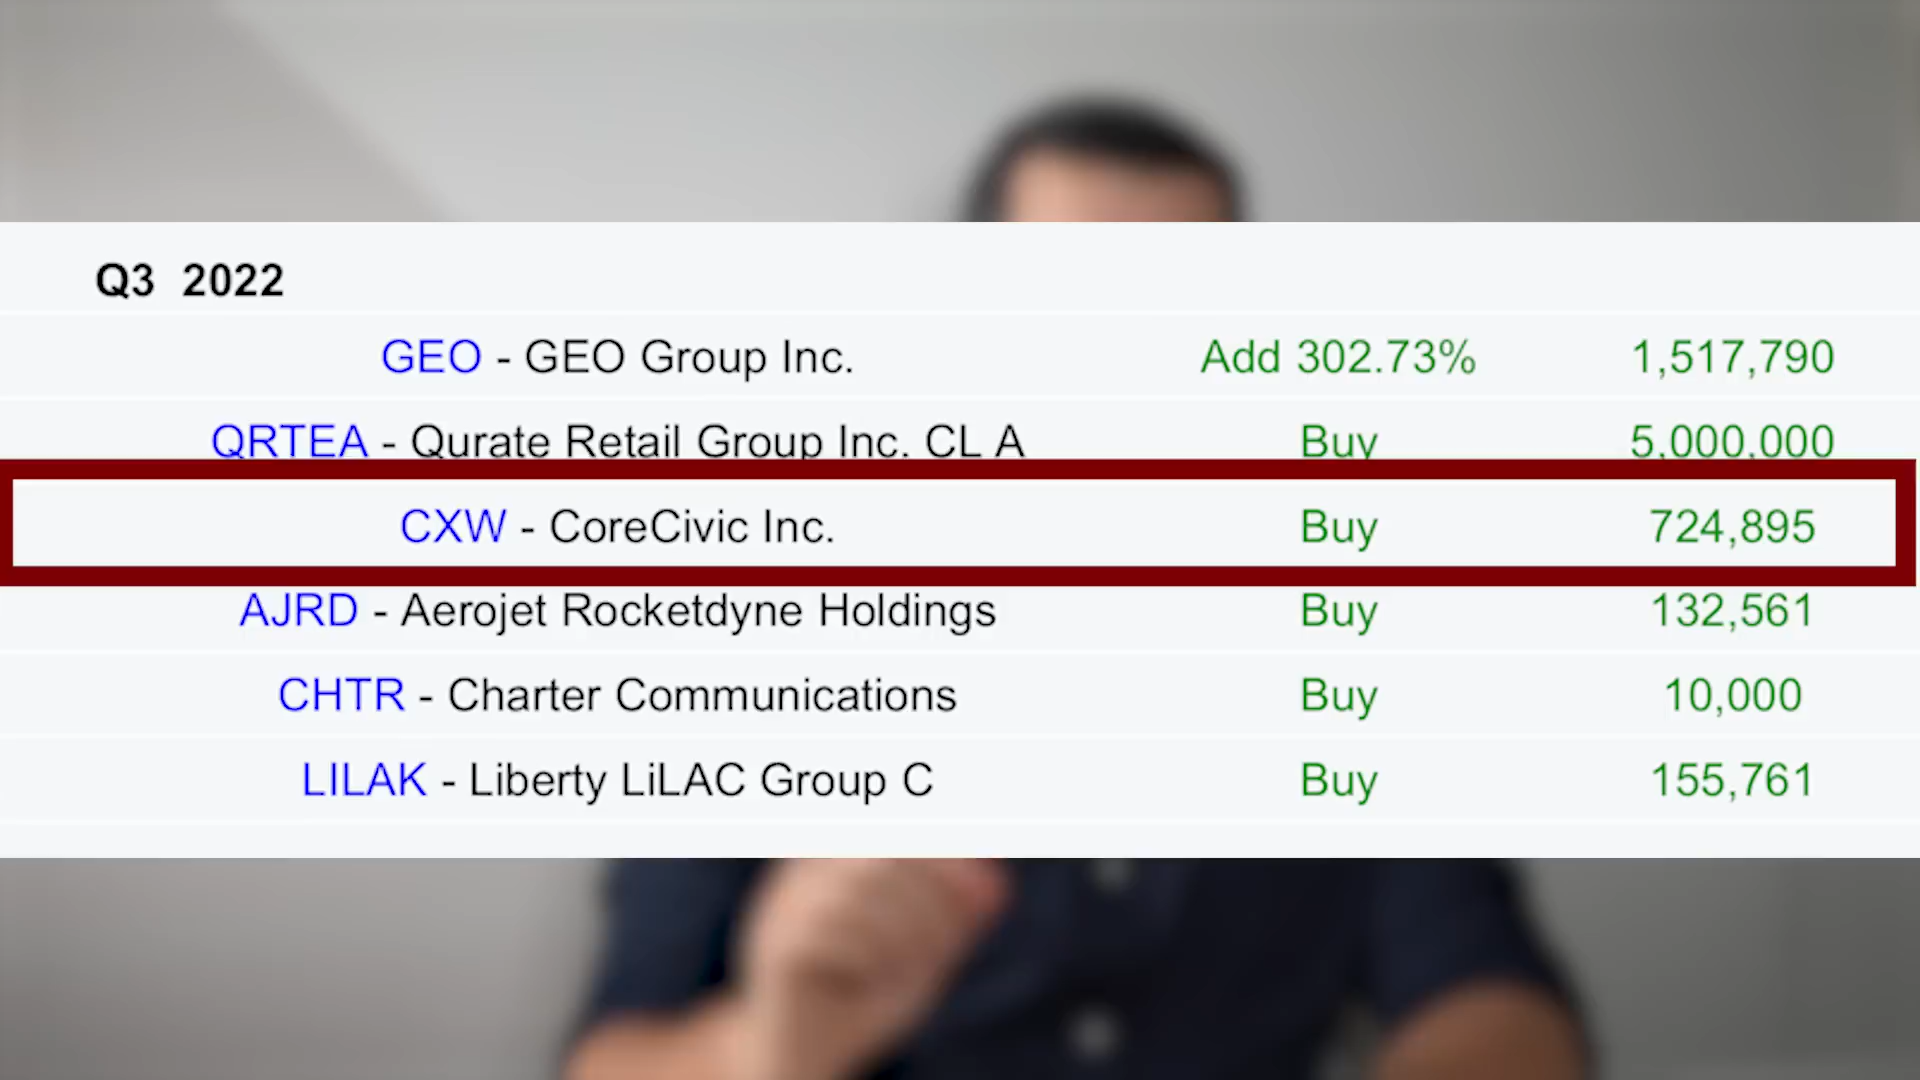 Q3 2022
GEO - GEO Group Inc. Add 302.73% 1,517,790
QRTEA - Qurate Retail Group Inc. CL A Buy 5,000,000
CXW - CoreCivic Inc. Buy 724,895
AJRD - Aerojet Rocketdyne Holdings Buy 132,561
CHTR - Charter Communications Buy 10,000
LILAK - Liberty LiLAC Group C Buy 155,761